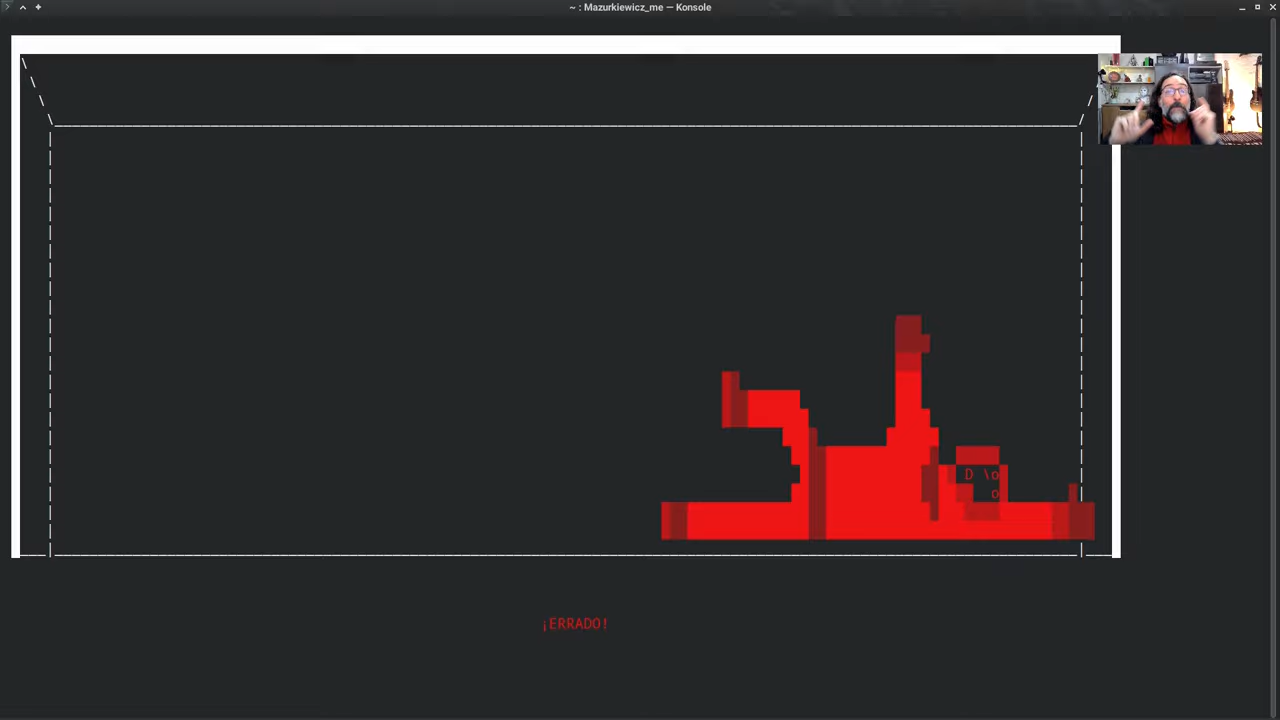 ~ : Mazurkiewicz_me — Konsole
D \o
o
¡ERRADO!